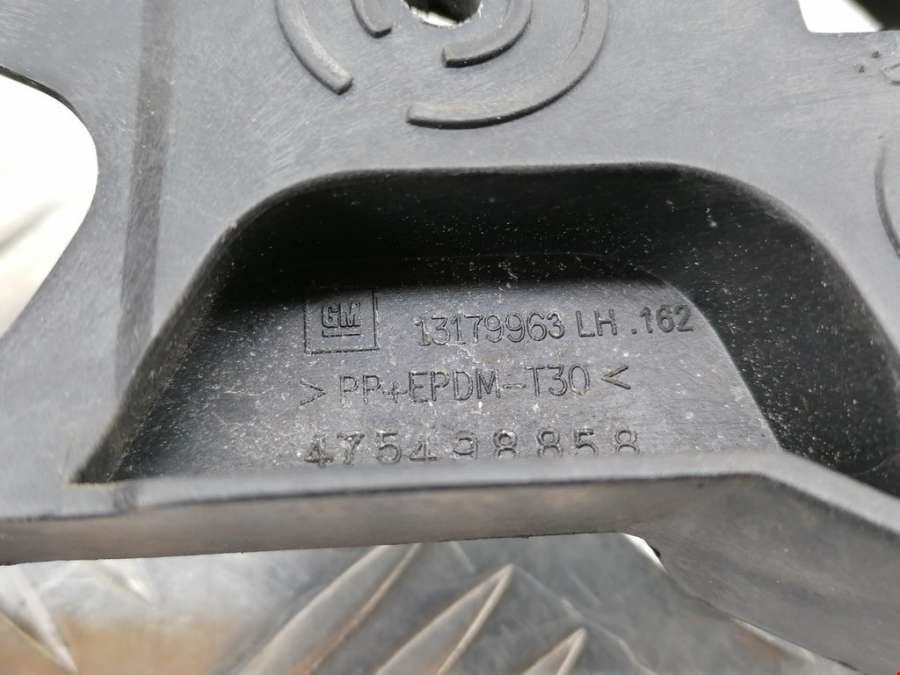 GM 13179963 LH .162
>PP+EPDM-T30<
475498858